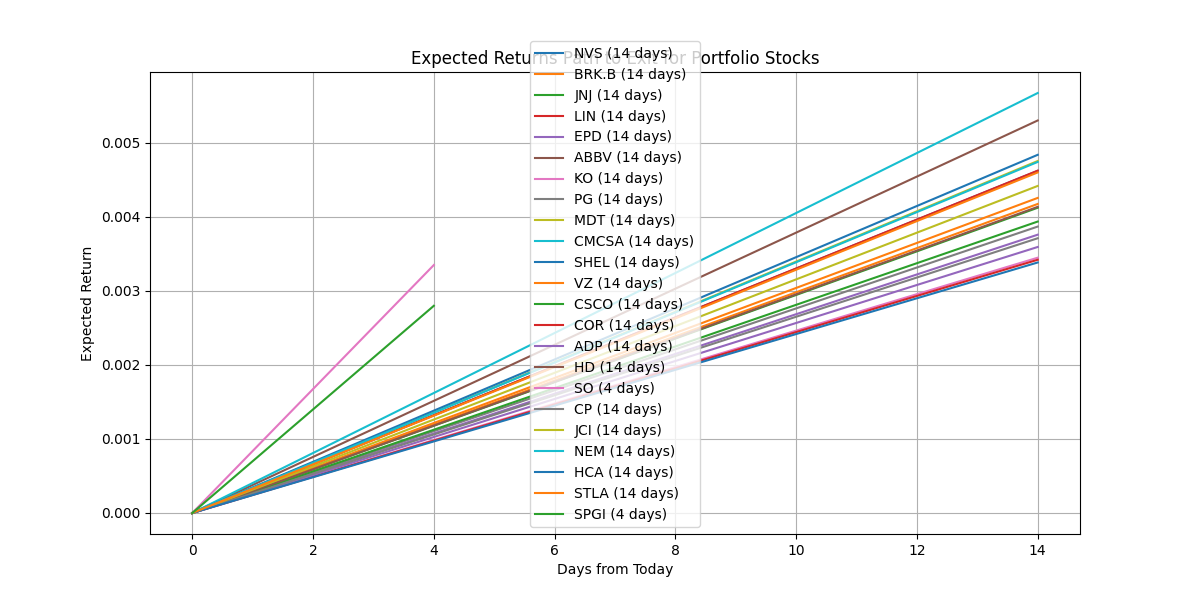 Expected Returns Path to Exit for Portfolio Stocks
NVS (14 days)
BRK.B (14 days)
JNJ (14 days)
LIN (14 days)
EPD (14 days)
ABBV (14 days)
KO (14 days)
PG (14 days)
MDT (14 days)
CMCSA (14 days)
SHEL (14 days)
VZ (14 days)
CSCO (14 days)
COR (14 days)
ADP (14 days)
HD (14 days)
SO (4 days)
CP (14 days)
JCI (14 days)
NEM (14 days)
HCA (14 days)
STLA (14 days)
SPGI (4 days)
Expected Return
0.005
0.004
0.003
0.002
0.001
0.000
0 2 4 6 8 10 12 14
Days from Today